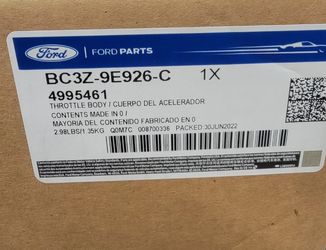 Ford
FORD PARTS
BC3Z-9E926-C 1X
4995461
THROTTLE BODY / CUERPO DEL ACELERADOR
CONTENTS MADE IN 0 /
MAYORIA DEL CONTENIDO FABRICADO EN 0
2.98LBS/1.35KG Q0M7C 008700336 PACKED:30JUN2022